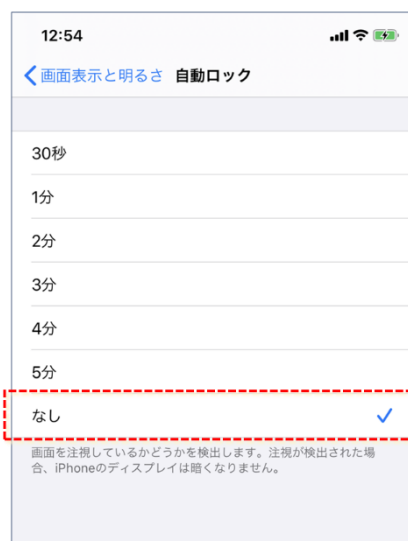 12:54
画面表示と明るさ 自動ロック
30秒
1分
2分
3分
4分
5分
なし
画面を注視しているかどうかを検出します。注視が検出された場
合、iPhoneのディスプレイは暗くなりません。